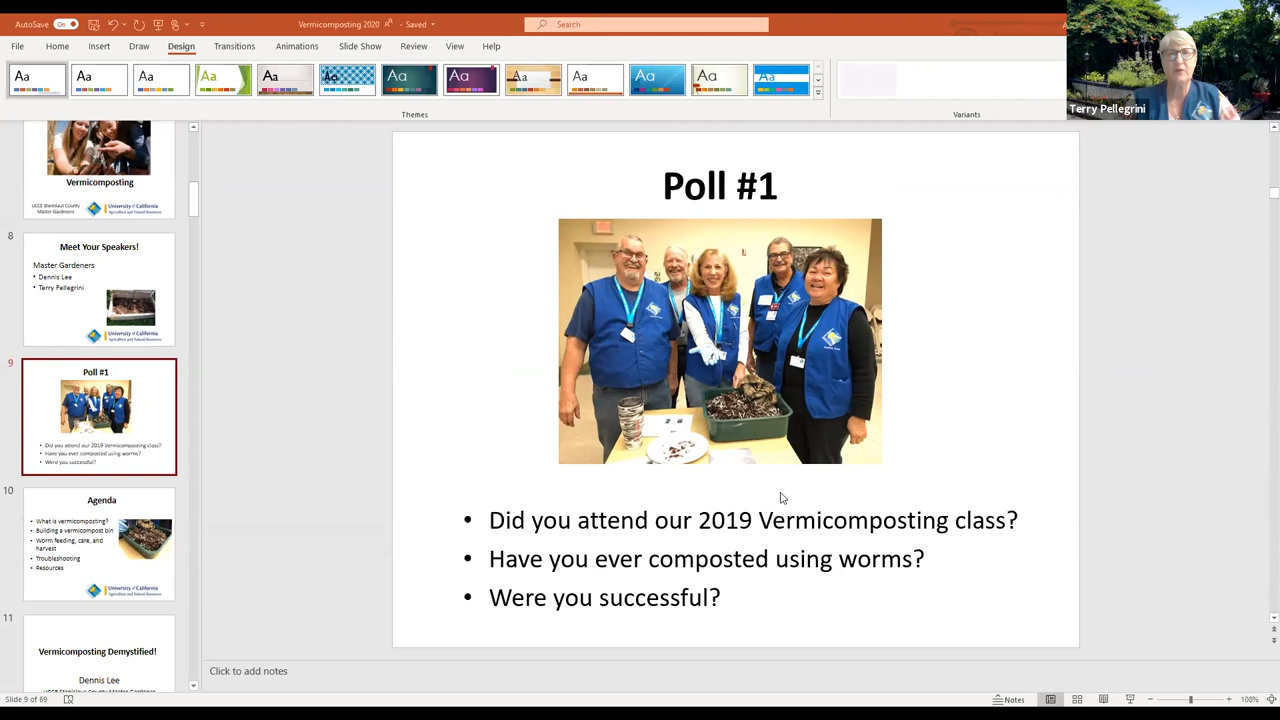 AutoSave
On
Vermicomposting 2020
- Saved
Search
File
Home
Insert
Draw
Design
Transitions
Animations
Slide Show
Review
View
Help
Aa
Aa
Aa
Aa
Aa
Aa
Aa
Aa
Aa
Aa
Aa
Aa
Themes
Variants
Terry Pellegrini
Vermicomposting
UCCE Stanislaus County
Master Gardeners
University of California
Agriculture and Natural Resources
8
Meet Your Speakers!
Master Gardeners
• Dennis Lee
• Terry Pellegrini
University of California
Agriculture and Natural Resources
9
Poll #1
• Did you attend our 2019 Vermicomposting class?
• Have you ever composted using worms?
• Were you successful?
10
Agenda
• What is vermicomposting?
• Building a vermicompost bin
• Worm feeding, care, and
harvest
• Troubleshooting
• Resources
University of California
Agriculture and Natural Resources
11
Vermicomposting Demystified!
Dennis Lee
UCCE Stanislaus County Master Gardener
Poll #1
• Did you attend our 2019 Vermicomposting class?
• Have you ever composted using worms?
• Were you successful?
Click to add notes
Slide 9 of 69
Notes
108%